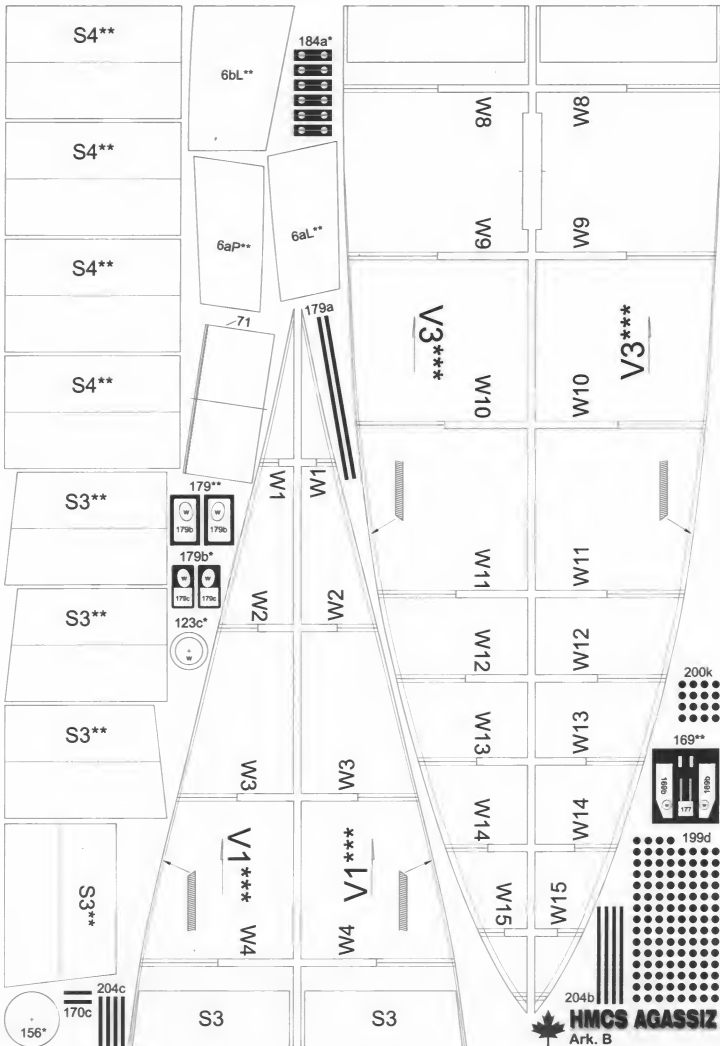 S4**
6bL**
184a*
W8
W8
S4**
6aP**
6aL**
W9
W9
S4**
179a
71
V3***
V3***
W10
W10
S4**
W1
W1
S3**
179**
w
w
179b
179b
179b*
w
w
179c
179c
W11
W11
S3**
W2
W2
123c*
w
W12
W12
200k
S3**
W13
W13
169**
169b
169b
w
w
177
W3
W3
W14
W14
199d
V1***
V1***
S3**
W15
W15
W4
W4
204c
170c
156*
S3
S3
204b
HMCS AGASSIZ
Ark. B